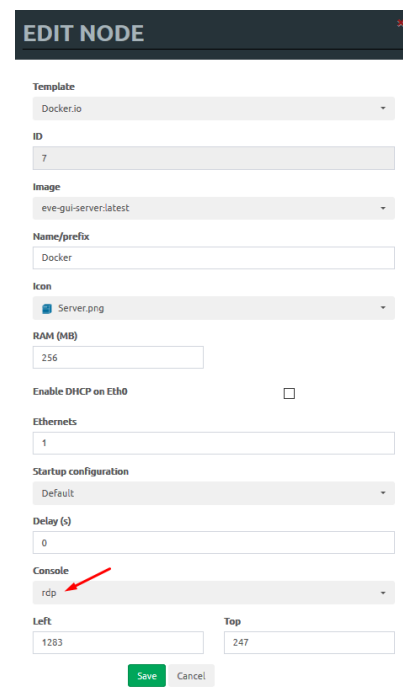 EDIT NODE
Template
Docker.io
ID
7
Image
eve-gui-server:latest
Name/prefix
Docker
Icon
Server.png
RAM (MB)
256
Enable DHCP on Eth0
Ethernets
1
Startup configuration
Default
Delay (s)
0
Console
rdp
Left Top
1283 247
Save Cancel